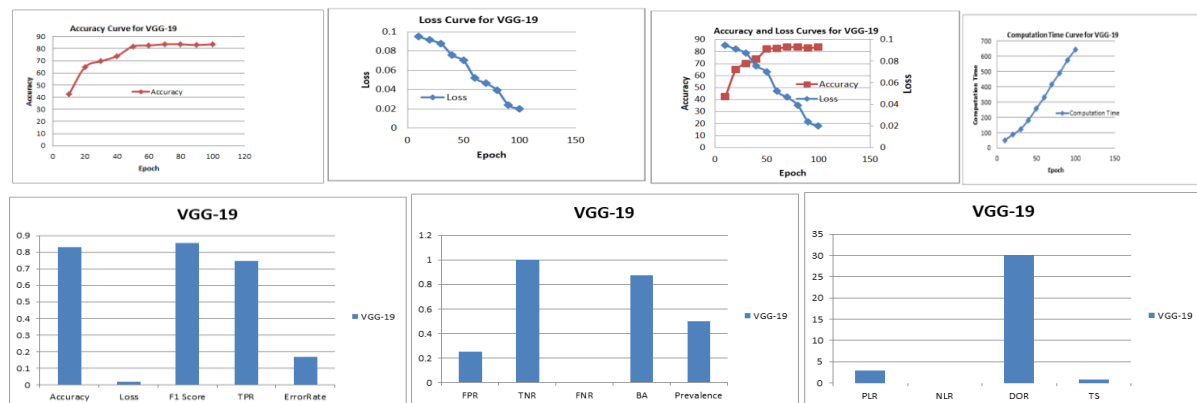 Accuracy Curve for VGG-19
90
80
70
60
50
40
30
20
10
0
Accuracy
Accuracy
0 20 40 60 80 100 120
Epoch
Loss Curve for VGG-19
0.1
0.08
0.06
0.04
0.02
0
Loss
Loss
0 50 100 150
Epoch
Accuracy and Loss Curves for VGG-19
90
80
70
60
50
40
30
20
10
0
Accuracy
Accuracy
Loss
0.1
0.08
0.06
0.04
0.02
0
Loss
0 50 100 150
Epoch
Computation Time Curve for VGG-19
700
600
500
400
300
200
100
0
Computation Time
Computation Time
0 50 100 150
Epoch
VGG-19
0.9
0.8
0.7
0.6
0.5
0.4
0.3
0.2
0.1
0
Accuracy Loss F1 Score TPR ErrorRate
VGG-19
VGG-19
1.2
1
0.8
0.6
0.4
0.2
0
FPR TNR FNR BA Prevalence
VGG-19
VGG-19
35
30
25
20
15
10
5
0
PLR NLR DOR TS
VGG-19